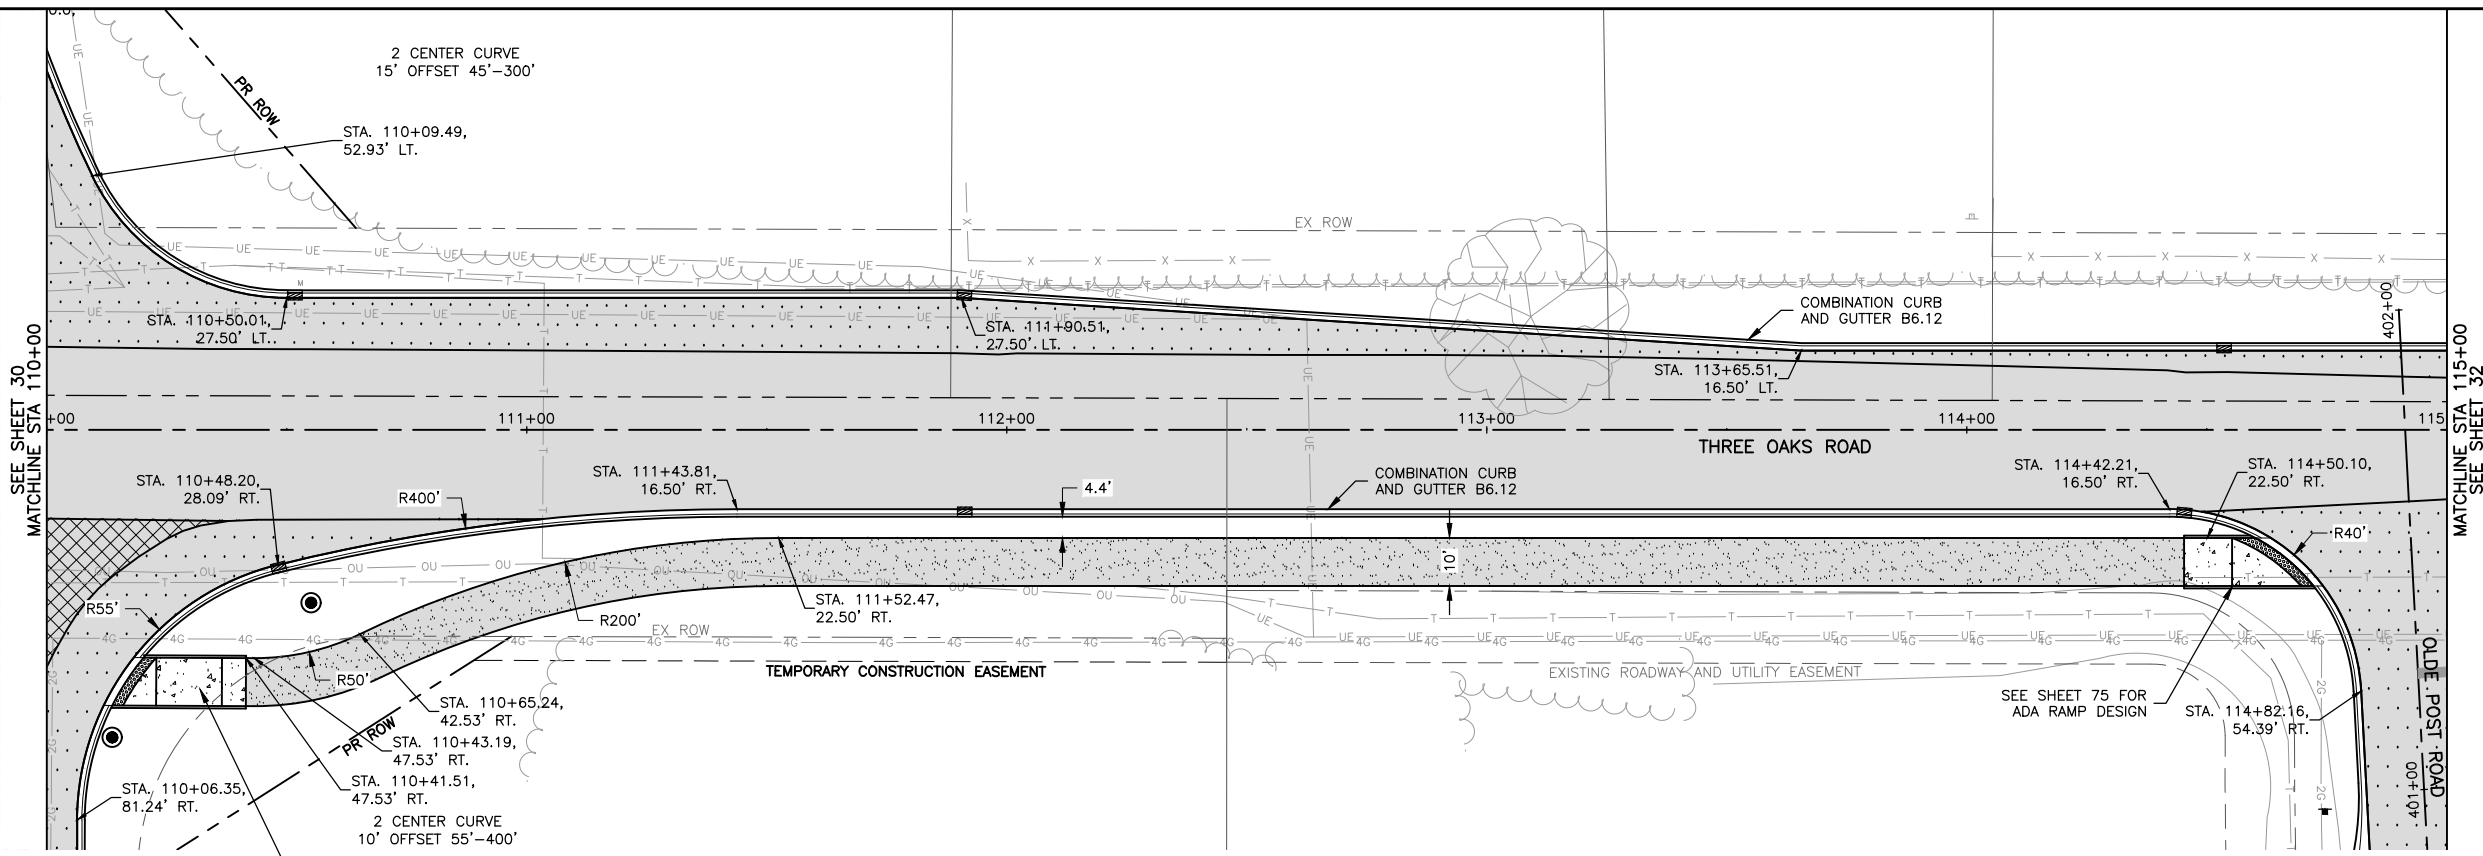 2 CENTER CURVE
15' OFFSET 45'-300'
PR ROW
STA. 110+09.49,
52.93' LT.
EX ROW
STA. 110+50.01,
27.50' LT.
STA. 111+90.51,
27.50' LT.
COMBINATION CURB
AND GUTTER B6.12
STA. 113+65.51,
16.50' LT.
402+00
SEE SHEET 30
MATCHLINE STA 110+00
MATCHLINE STA 115+00
SEE SHEET 32
+00
111+00
112+00
113+00
114+00
115
THREE OAKS ROAD
STA. 110+48.20,
28.09' RT.
R400'
STA. 111+43.81,
16.50' RT.
4.4'
COMBINATION CURB
AND GUTTER B6.12
STA. 114+42.21,
16.50' RT.
STA. 114+50.10,
22.50' RT.
R40'
10'
R55'
STA. 111+52.47,
22.50' RT.
R200'
EX ROW
R50'
TEMPORARY CONSTRUCTION EASEMENT
EXISTING ROADWAY AND UTILITY EASEMENT
STA. 110+65.24,
42.53' RT.
PR ROW
STA. 110+43.19,
47.53' RT.
STA. 110+41.51,
47.53' RT.
STA. 110+06.35,
81.24' RT.
2 CENTER CURVE
10' OFFSET 55'-400'
SEE SHEET 75 FOR
ADA RAMP DESIGN
STA. 114+82.16,
54.39' RT.
OLDE POST ROAD
401+00